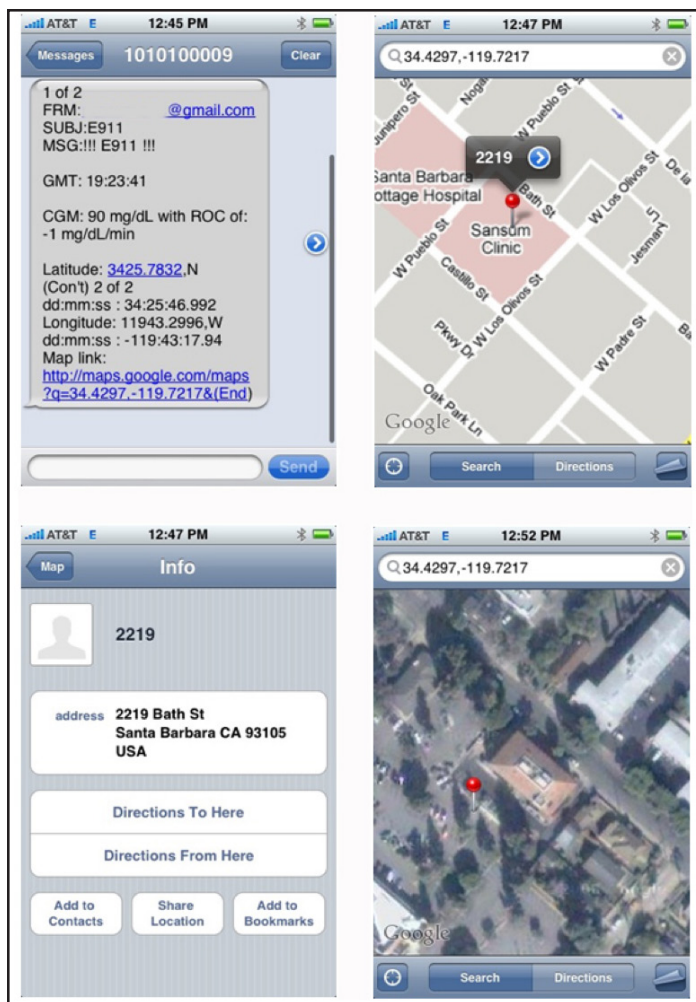 AT&T E 12:45 PM
Messages 1010100009 Clear
1 of 2
FRM: @gmail.com
SUBJ:E911
MSG:!!! E911 !!!
GMT: 19:23:41
CGM: 90 mg/dL with ROC of:
-1 mg/dL/min
Latitude: 3425.7832,N
(Con't) 2 of 2
dd:mm:ss : 34:25:46.992
Longitude: 11943.2996,W
dd:mm:ss : -119:43:17.94
Map link:
http://maps.google.com/maps
?q=34.4297,-119.7217&(End)
Send
AT&T E 12:47 PM
34.4297,-119.7217
Junipero St
Nogal
W Pueblo St
2219
Santa Barbara
ottage Hospital
Bath St
W Los Olivos St
De la
Sansum
Clinic
W Pueblo St
Castillo St
Jesmary Ln
Pkwy Dr
W Los Olivos St
W Padre St
Ba
Oak Park Ln
Google
Search Directions
AT&T E 12:47 PM
Map Info
2219
address 2219 Bath St
Santa Barbara CA 93105
USA
Directions To Here
Directions From Here
Add to
Contacts
Share
Location
Add to
Bookmarks
AT&T E 12:52 PM
34.4297,-119.7217
Google
Search Directions